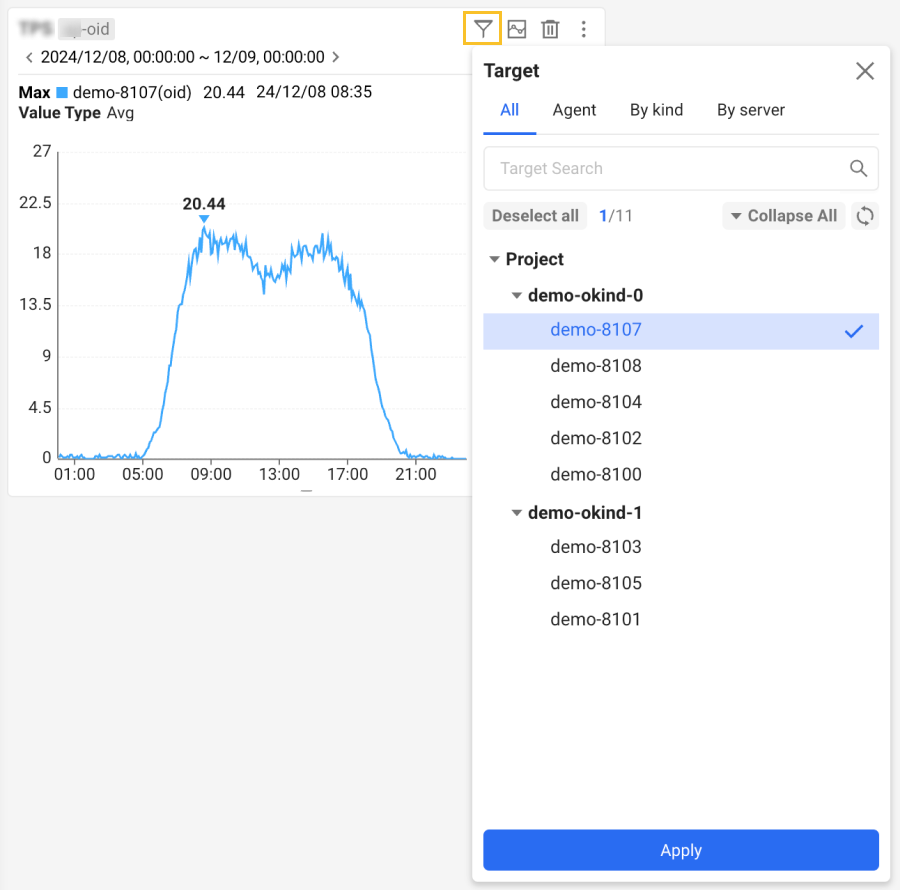 -oid
2024/12/08, 00:00:00 ~ 12/09, 00:00:00
Max demo-8107(oid) 20.44 24/12/08 08:35
Value Type Avg
27
22.5
18
13.5
9
4.5
0
20.44
01:00 05:00 09:00 13:00 17:00 21:00
Target
All Agent By kind By server
Target Search
Deselect all 1/11 Collapse All
Project
demo-okind-0
demo-8107
demo-8108
demo-8104
demo-8102
demo-8100
demo-okind-1
demo-8103
demo-8105
demo-8101
Apply